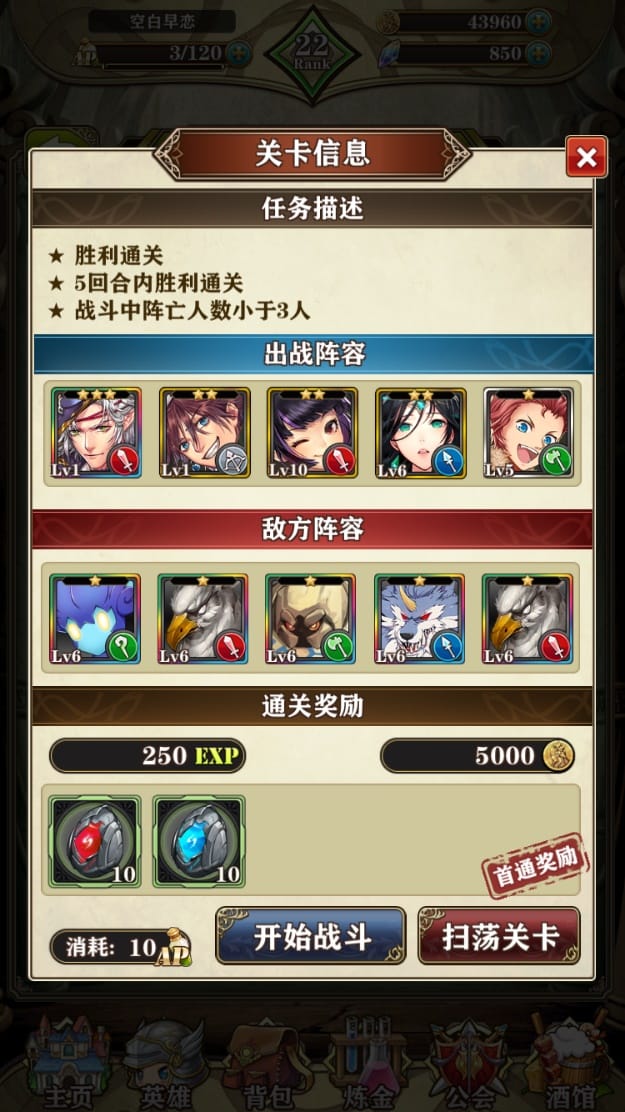 空白早恋
22
Rank
43960
AP
3/120
850
关卡信息
任务描述
★ 胜利通关
★ 5回合内胜利通关
★ 战斗中阵亡人数小于3人
出战阵容
Lv1
Lv1
Lv10
Lv6
Lv5
敌方阵容
Lv6
Lv6
Lv6
Lv6
Lv6
通关奖励
250 EXP
5000
10
10
首通奖励
消耗: 10 AP
开始战斗
扫荡关卡
主页
英雄
背包
炼金
公会
酒馆